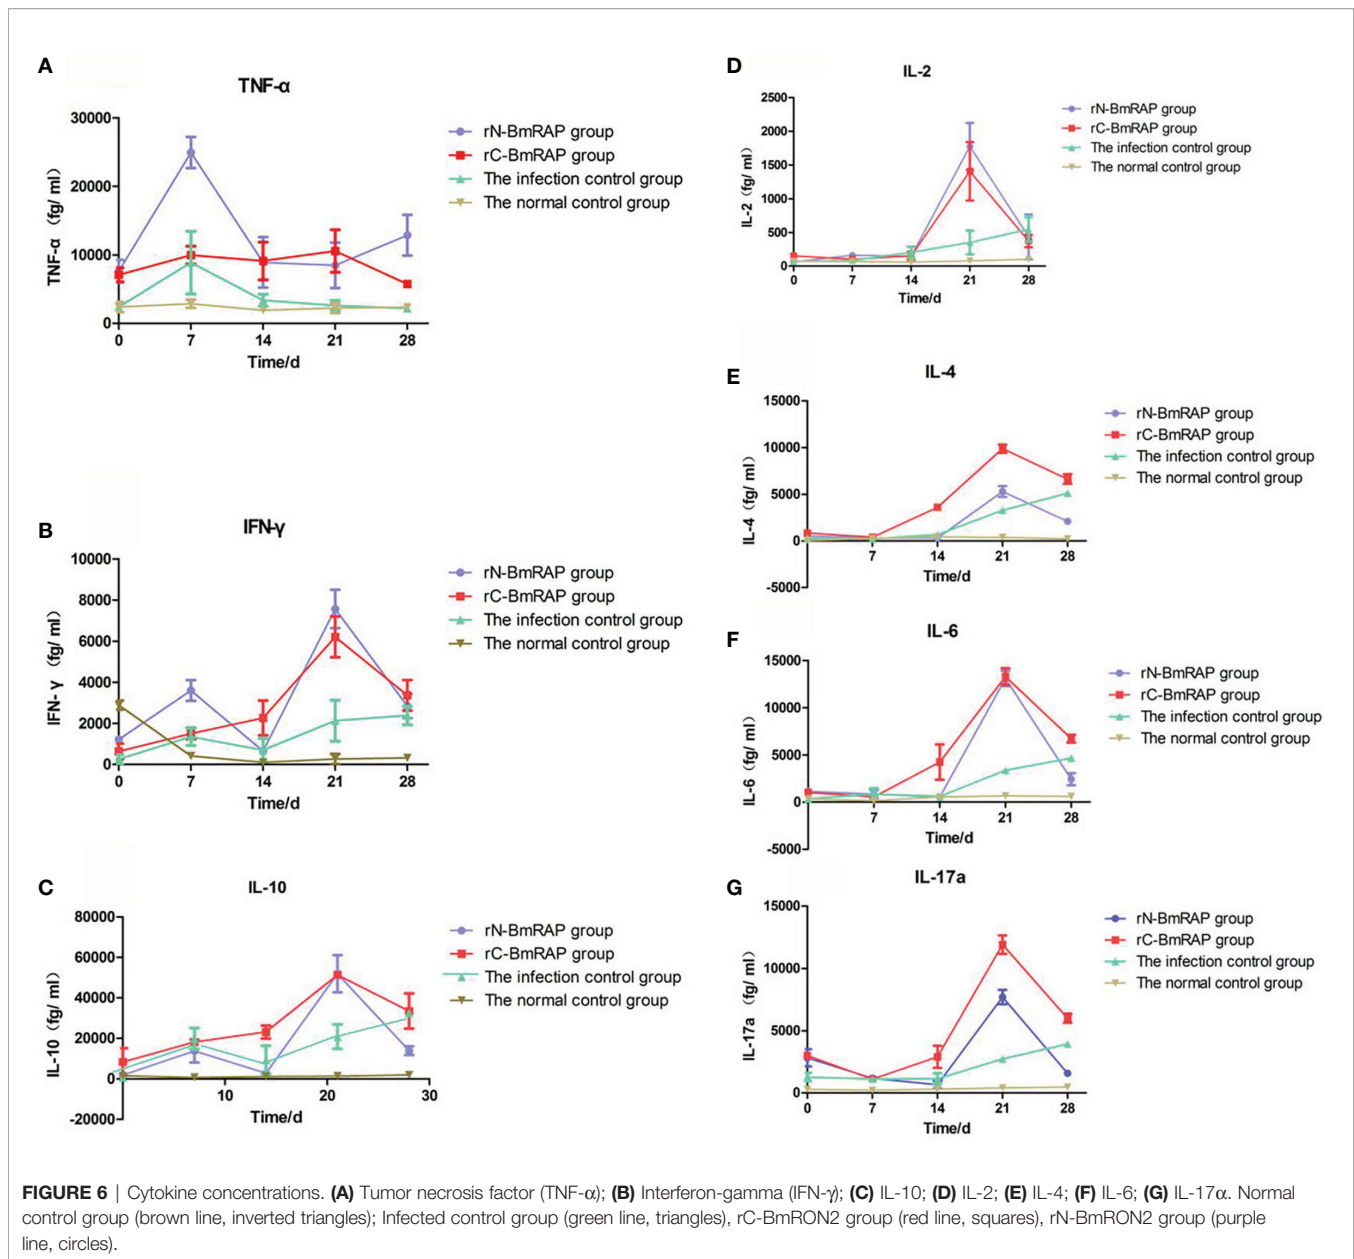 A
TNF-α
30000
20000
10000
0
TNF-α (fg/ ml)
0 7 14 21 28
Time/d
rN-BmRAP group
rC-BmRAP group
The infection control group
The normal control group
B
IFN-γ
10000
8000
6000
4000
2000
0
IFN- γ (fg/ ml)
0 7 14 21 28
Time/d
rN-BmRAP group
rC-BmRAP group
The infection control group
The normal control group
C
IL-10
80000
60000
40000
20000
0
-20000
IL-10 (fg/ ml)
10 20 30
Time/d
rN-BmRAP group
rC-BmRAP group
The infection control group
The normal control group
D
IL-2
2500
2000
1500
1000
500
0
IL-2 (fg/ ml)
0 7 14 21 28
Time/d
rN-BmRAP group
rC-BmRAP group
The infection control group
The normal control group
E
IL-4
15000
10000
5000
0
-5000
IL-4 (fg/ ml)
7 14 21 28
Time/d
rN-BmRAP group
rC-BmRAP group
The infection control group
The normal control group
F
IL-6
15000
10000
5000
0
-5000
IL-6 (fg/ ml)
7 14 21 28
Time/d
rN-BmRAP group
rC-BmRAP group
The infection control group
The normal control group
G
IL-17a
15000
10000
5000
0
IL-17a (fg/ ml)
0 7 14 21 28
Time/d
rN-BmRAP group
rC-BmRAP group
The infection control group
The normal control group
FIGURE 6 | Cytokine concentrations. (A) Tumor necrosis factor (TNF-α); (B) Interferon-gamma (IFN-γ); (C) IL-10; (D) IL-2; (E) IL-4; (F) IL-6; (G) IL-17α. Normal
control group (brown line, inverted triangles); Infected control group (green line, triangles), rC-BmRON2 group (red line, squares), rN-BmRON2 group (purple
line, circles).